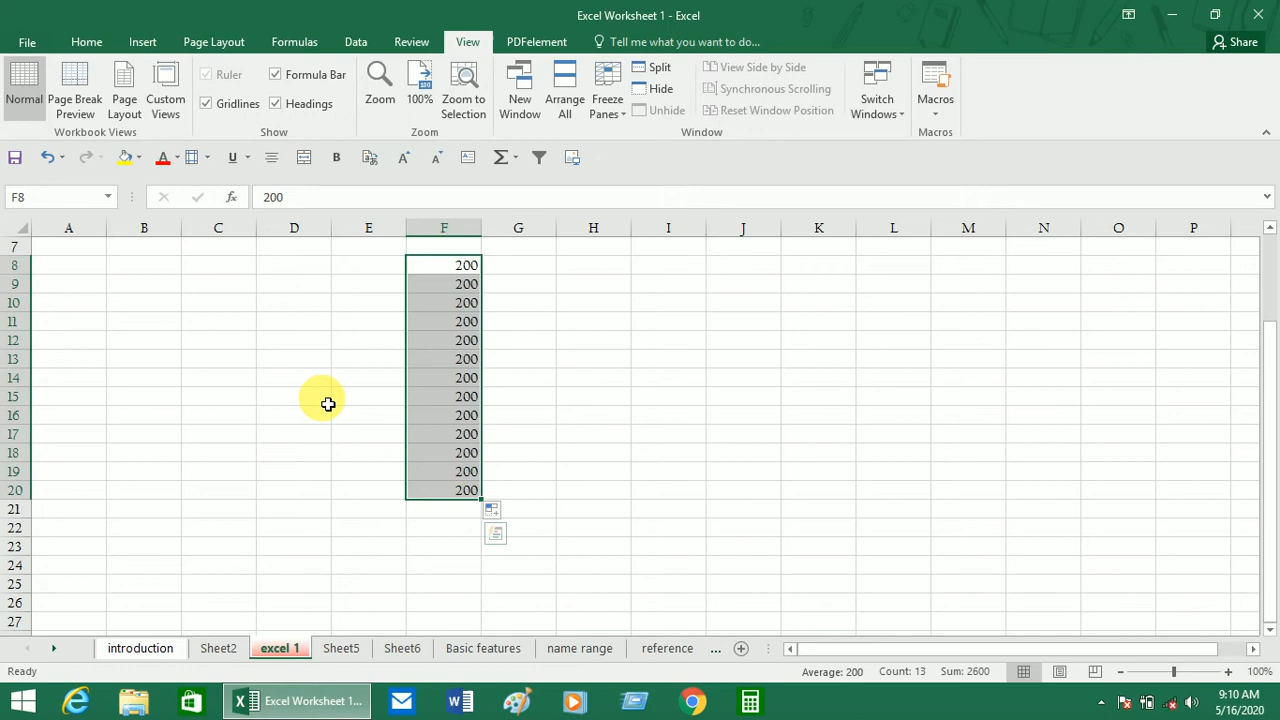 Excel Worksheet 1 - Excel
File Home Insert Page Layout Formulas Data Review View PDFelement Tell me what you want to do... Share
Normal Page Break Preview Page Layout Custom Views
Workbook Views
Ruler Formula Bar
Gridlines Headings
Show
Zoom 100% Zoom to Selection
Zoom
New Window Arrange All Freeze Panes
Split
Hide
Unhide
View Side by Side
Synchronous Scrolling
Reset Window Position
Window
Switch Windows
Macros
Macros
F8 fx 200
A B C D E F G H I J K L M N O P
7
8 200
9 200
10 200
11 200
12 200
13 200
14 200
15 200
16 200
17 200
18 200
19 200
20 200
21
22
23
24
25
26
27
introduction Sheet2 excel 1 Sheet5 Sheet6 Basic features name range reference ...
Ready Average: 200 Count: 13 Sum: 2600 100%
Excel Worksheet 1... 9:10 AM
5/16/2020